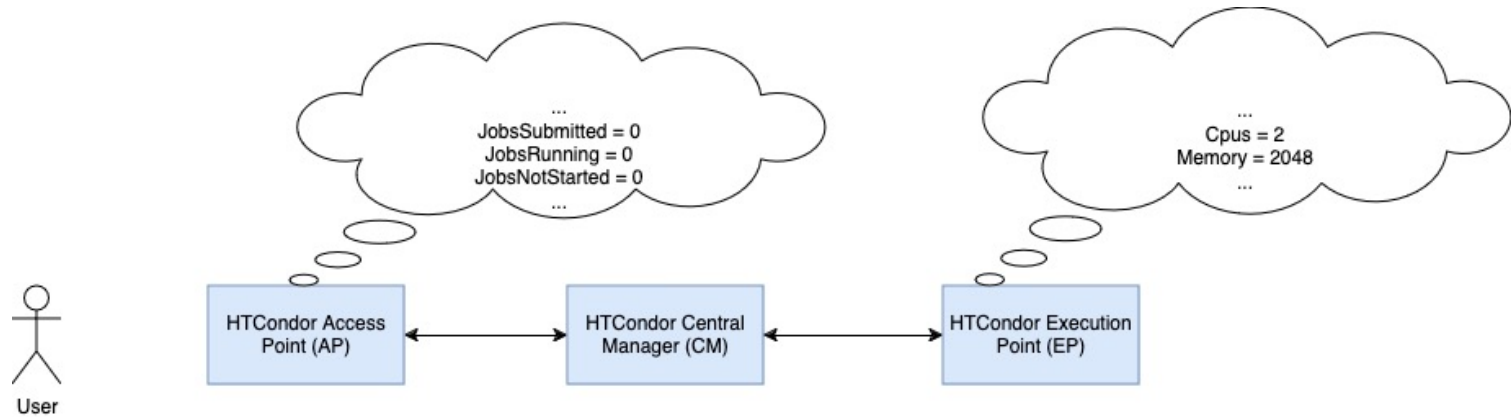 ...
JobsSubmitted = 0
JobsRunning = 0
JobsNotStarted = 0
...
...
Cpus = 2
Memory = 2048
...
HTCondor Access
Point (AP)
HTCondor Central
Manager (CM)
HTCondor Execution
Point (EP)
User